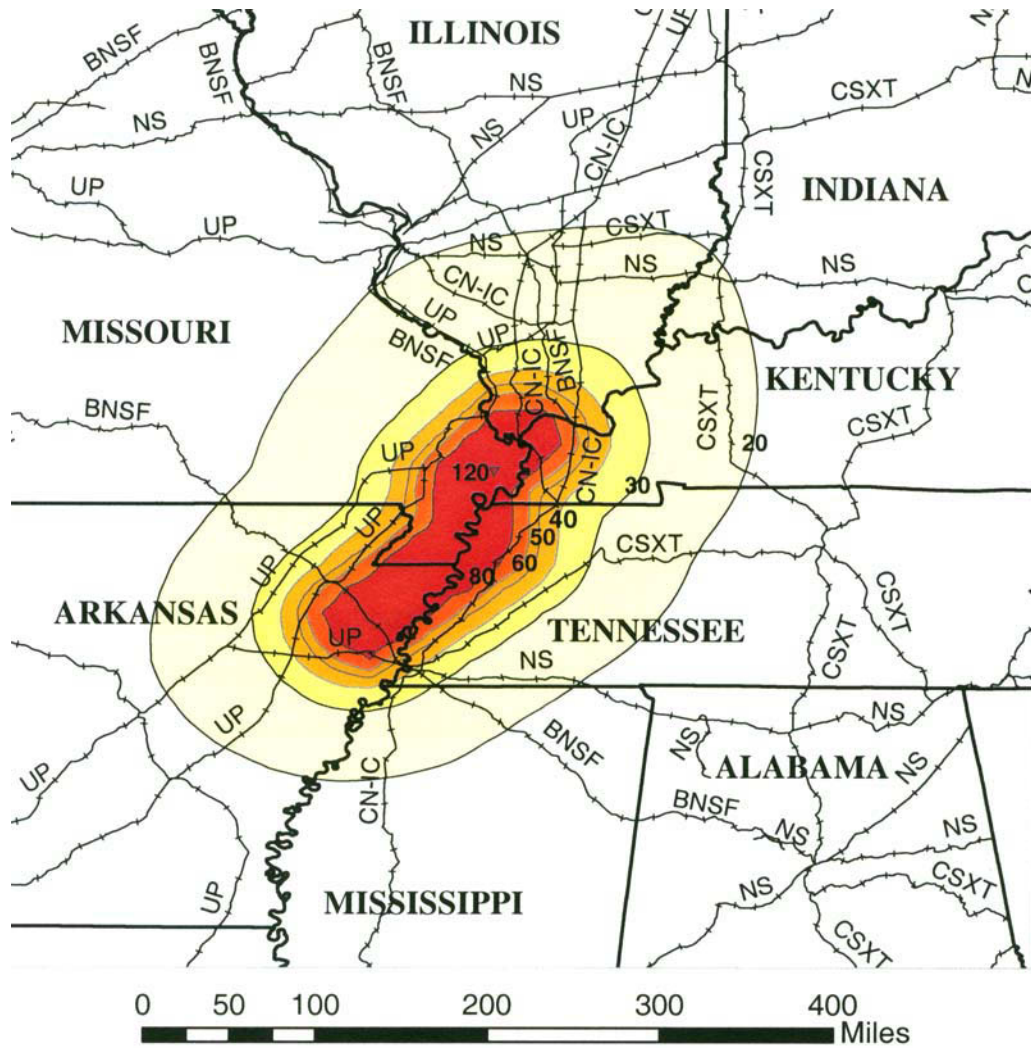 ILLINOIS
BNSF
BNSF
BNSF
UP
NS
NS
CSXT
NS
UP
CN-IC
CSXT
INDIANA
UP
UP
NS
CSXT
NS
NS
CN-IC
MISSOURI
UP
UP
BNSF
CN-IC
BNSF
KENTUCKY
BNSF
CSXT
CSXT
20
UP
120
CN-IC
30
UP
40
50
CSXT
UP
60
80
ARKANSAS
TENNESSEE
CSXT
UP
NS
CSXT
UP
BNSF
NS
NS
ALABAMA
NS
UP
CN-IC
BNSF
NS
NS
UP
NS
CSXT
MISSISSIPPI
CSXT
0 50 100 200 300 400
Miles